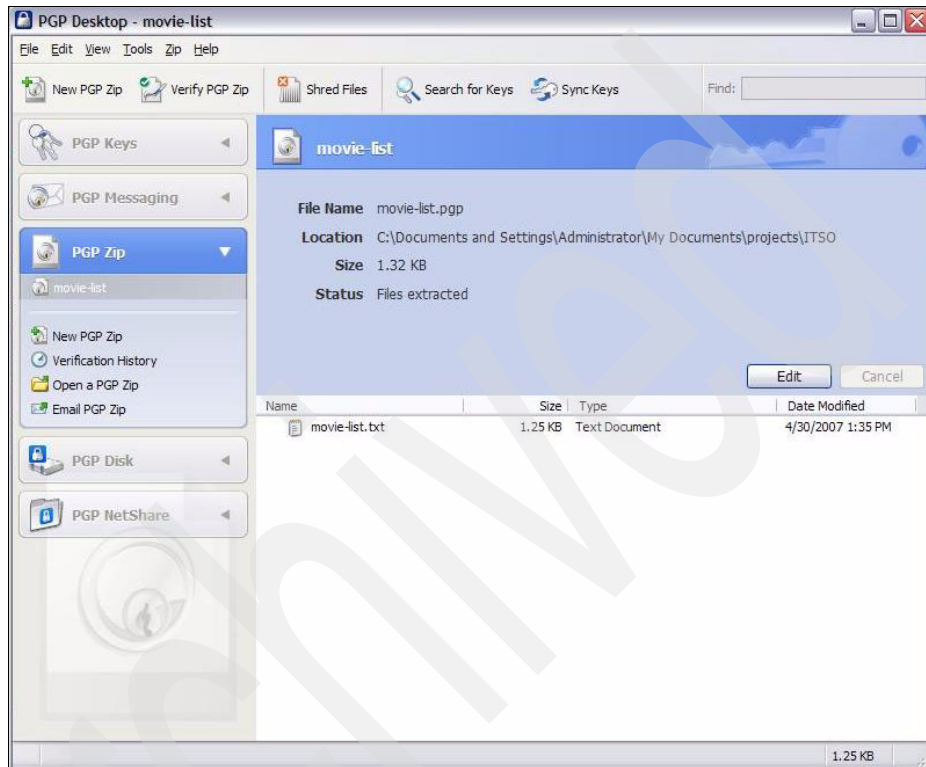 PGP Desktop - movie-list
File Edit View Tools Zip Help
New PGP Zip Verify PGP Zip Shred Files Search for Keys Sync Keys Find:
PGP Keys
PGP Messaging
PGP Zip
movie-list
New PGP Zip
Verification History
Open a PGP Zip
Email PGP Zip
PGP Disk
PGP NetShare
movie-list
File Name movie-list.pgp
Location C:\Documents and Settings\Administrator\My Documents\projects\ITSO
Size 1.32 KB
Status Files extracted
Edit Cancel
Name Size Type Date Modified
movie-list.txt 1.25 KB Text Document 4/30/2007 1:35 PM
1.25 KB